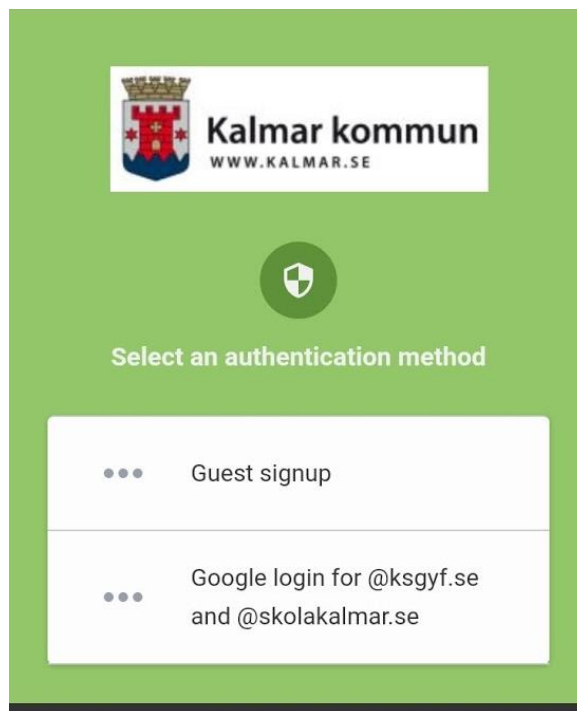 Kalmar kommun
WWW.KALMAR.SE
Select an authentication method
Guest signup
Google login for @ksgyf.se
and @skolakalmar.se